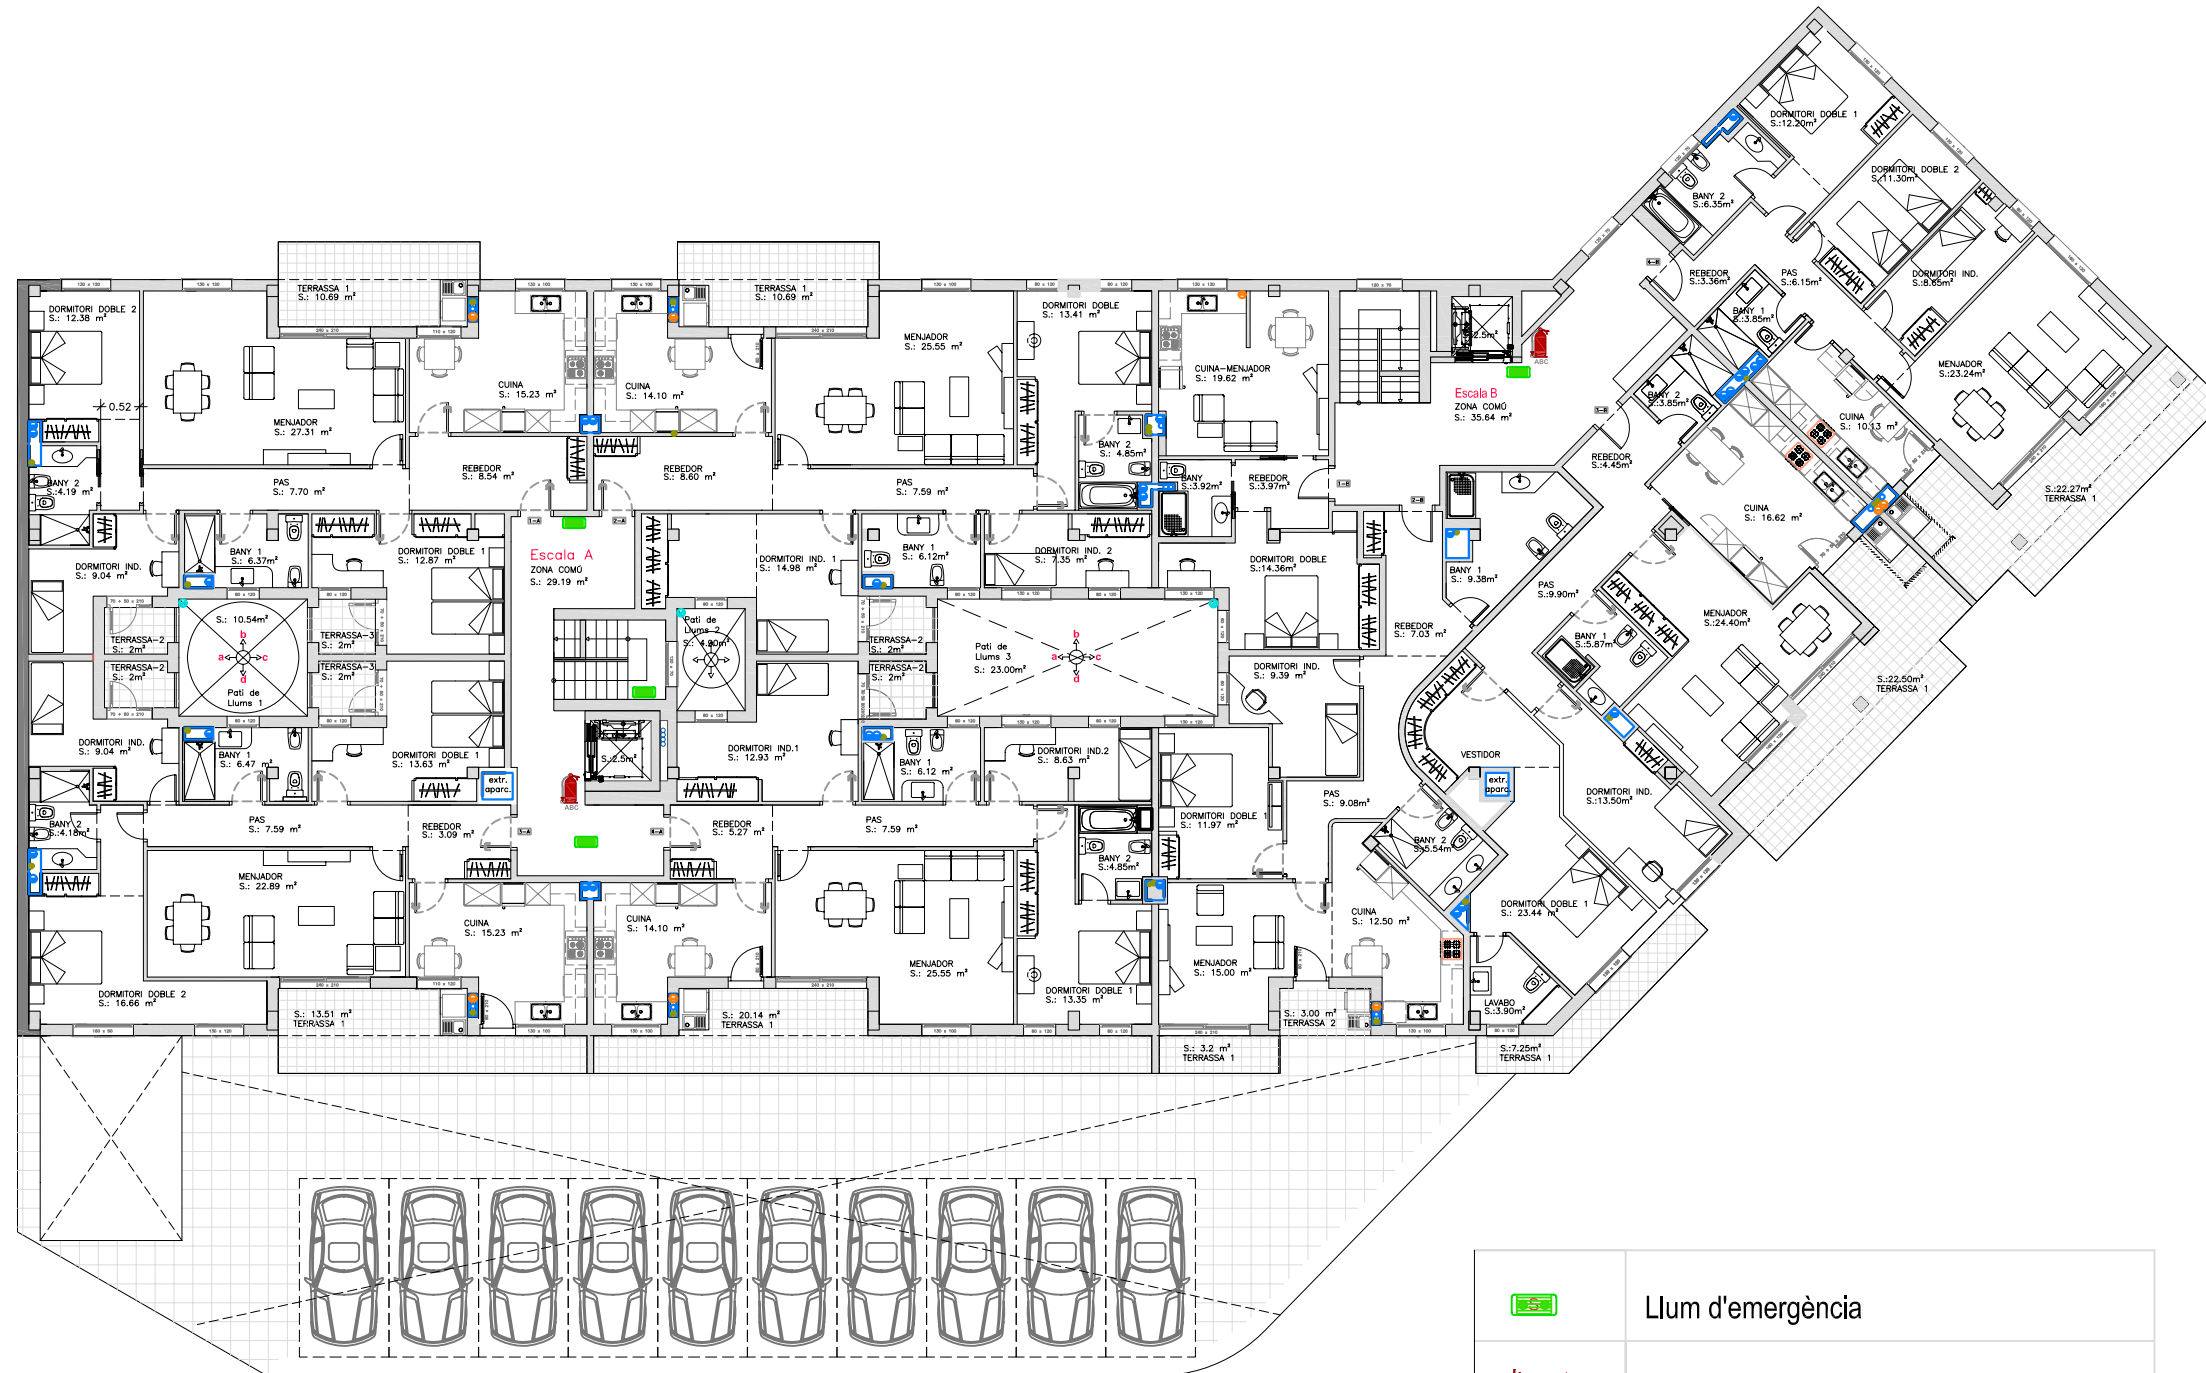 DORMITORI DOBLE 1
S.:12.20m²
DORMITORI DOBLE 2
S.:11.30m²
BANY 2
S.:6.35m²
REBEDOR
S.:3.36m²
PAS
S.:6.15m²
DORMITORI IND.
S.:8.65m²
BANY 1
S.:3.85m²
MENJADOR
S.:23.24m²
CUINA
S.: 10.13 m²
S.:22.27m²
TERRASSA 1
DORMITORI DOBLE 2
S.: 12.38 m²
TERRASSA 1
S.: 10.69 m²
TERRASSA 1
S.: 10.69 m²
DORMITORI DOBLE
S.: 13.41 m²
MENJADOR
S.: 25.55 m²
CUINA-MENJADOR
S.: 19.62 m²
CUINA
S.: 15.23 m²
CUINA
S.: 14.10 m²
0.52
MENJADOR
S.: 27.31 m²
ABC
Escala B
ZONA COMÚ
S.: 35.64 m²
BANY 2
S.:3.85m²
REBEDOR
S.:4.45m²
BANY 2
S.: 4.85m²
REBEDOR
S.: 8.54 m²
REBEDOR
S.: 8.60 m²
BANY 2
S.:4.19 m²
PAS
S.: 7.70 m²
PAS
S.: 7.59 m²
BANY
S.:3.92m²
REBEDOR
S.:3.97m²
1-B
2-B
3-B
4-B
CUINA
S.: 16.62 m²
1-A
2-A
Escala A
ZONA COMÚ
S.: 29.19 m²
DORMITORI IND.
S.: 9.04 m²
BANY 1
S.: 6.37m²
DORMITORI DOBLE 1
S.: 12.87 m²
DORMITORI IND. 1
S.: 14.98 m²
BANY 1
S.: 6.12m²
DORMITORI IND. 2
S.: 7.35 m²
DORMITORI DOBLE
S.:14.36m²
BANY 1
S.: 9.38m²
PAS
S.:9.90m²
MENJADOR
S.:24.40m²
REBEDOR
S.: 7.03 m²
BANY 1
S.:5.87m²
S.:22.50m²
TERRASSA 1
TERRASSA-2
S.: 2m²
S.: 10.54m²
b
a
c
d
Pati de
Llums 1
TERRASSA-3
S.: 2m²
TERRASSA-2
S.: 2m²
TERRASSA-3
S.: 2m²
Pati de
Llums 2
S.: 4.90m²
TERRASSA-2
S.: 2m²
TERRASSA-2
S.: 2m²
Pati de
Llums 3
S.: 23.00m²
b
a
c
d
DORMITORI IND.
S.: 9.39 m²
DORMITORI IND.
S.: 9.04 m²
BANY 1
S.: 6.47 m²
DORMITORI DOBLE 1
S.: 13.63 m²
extr.
aparc.
S.:2.5m²
ABC
DORMITORI IND.1
S.: 12.93 m²
BANY 1
S.: 6.12 m²
DORMITORI IND.2
S.: 8.63 m²
VESTIDOR
extr.
aparc.
DORMITORI IND.
S.:13.50m²
PAS
S.: 9.08m²
DORMITORI DOBLE 1
S.: 11.97 m²
BANY 2
S.:4.18m²
PAS
S.: 7.59 m²
REBEDOR
S.: 3.09 m²
3-A
4-A
REBEDOR
S.: 5.27 m²
PAS
S.: 7.59 m²
BANY 2
S.:4.85m²
BANY 2
S.:5.54m²
MENJADOR
S.: 22.89 m²
CUINA
S.: 15.23 m²
CUINA
S.: 14.10 m²
MENJADOR
S.: 25.55 m²
CUINA
S.: 12.50 m²
DORMITORI DOBLE 1
S.: 23.44 m²
MENJADOR
S.: 15.00 m²
DORMITORI DOBLE 2
S.: 16.66 m²
DORMITORI DOBLE 1
S.: 13.35 m²
S.: 13.51 m²
TERRASSA 1
S.: 20.14 m²
TERRASSA 1
S.: 3.00 m²
TERRASSA 2
LAVABO
S.:3.90m²
S.: 3.2 m²
TERRASSA 1
S.:7.25m²
TERRASSA 1
Llum d'emergència